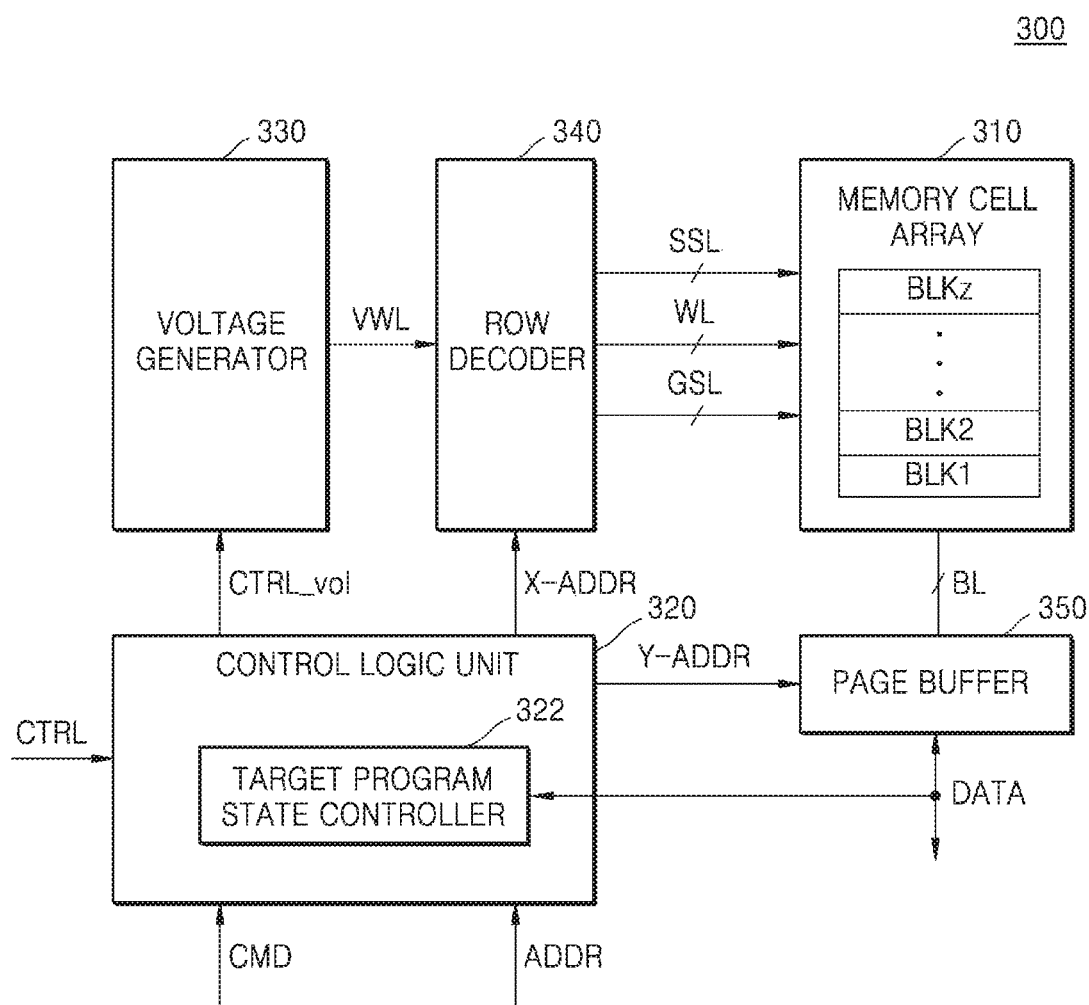 300
330
340
310
VOLTAGE
GENERATOR
VWL
ROW
DECODER
SSL
WL
GSL
MEMORY CELL
ARRAY
BLKz
BLK2
BLK1
CTRL_vol
X-ADDR
BL
320
350
CONTROL LOGIC UNIT
Y-ADDR
PAGE BUFFER
CTRL
322
TARGET PROGRAM
STATE CONTROLLER
DATA
CMD
ADDR